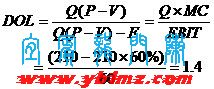 DOL = Q(P-V) / Q(P-V)-F = Q×MC / EBIT
= (210-210×60%) / 60 = 1.4